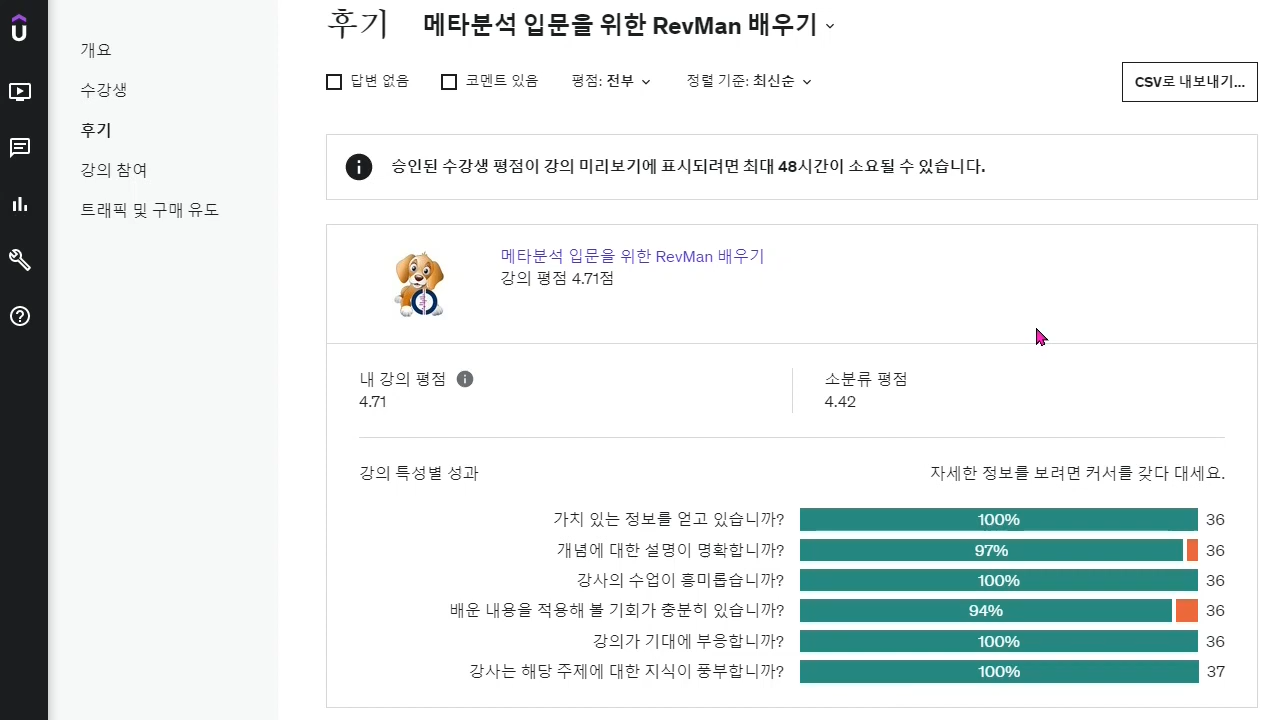 후기
메타분석 입문을 위한 RevMan 배우기
개요
수강생
후기
강의 참여
트래픽 및 구매 유도
답변 없음
코멘트 있음
평점: 전부
정렬 기준: 최신순
CSV로 내보내기...
승인된 수강생 평점이 강의 미리보기에 표시되려면 최대 48시간이 소요될 수 있습니다.
메타분석 입문을 위한 RevMan 배우기
강의 평점 4.71점
내 강의 평점
4.71
소분류 평점
4.42
강의 특성별 성과
자세한 정보를 보려면 커서를 갖다 대세요.
가치 있는 정보를 얻고 있습니까? 100% 36
개념에 대한 설명이 명확합니까? 97% 36
강사의 수업이 흥미롭습니까? 100% 36
배운 내용을 적용해 볼 기회가 충분히 있습니까? 94% 36
강의가 기대에 부응합니까? 100% 36
강사는 해당 주제에 대한 지식이 풍부합니까? 100% 37